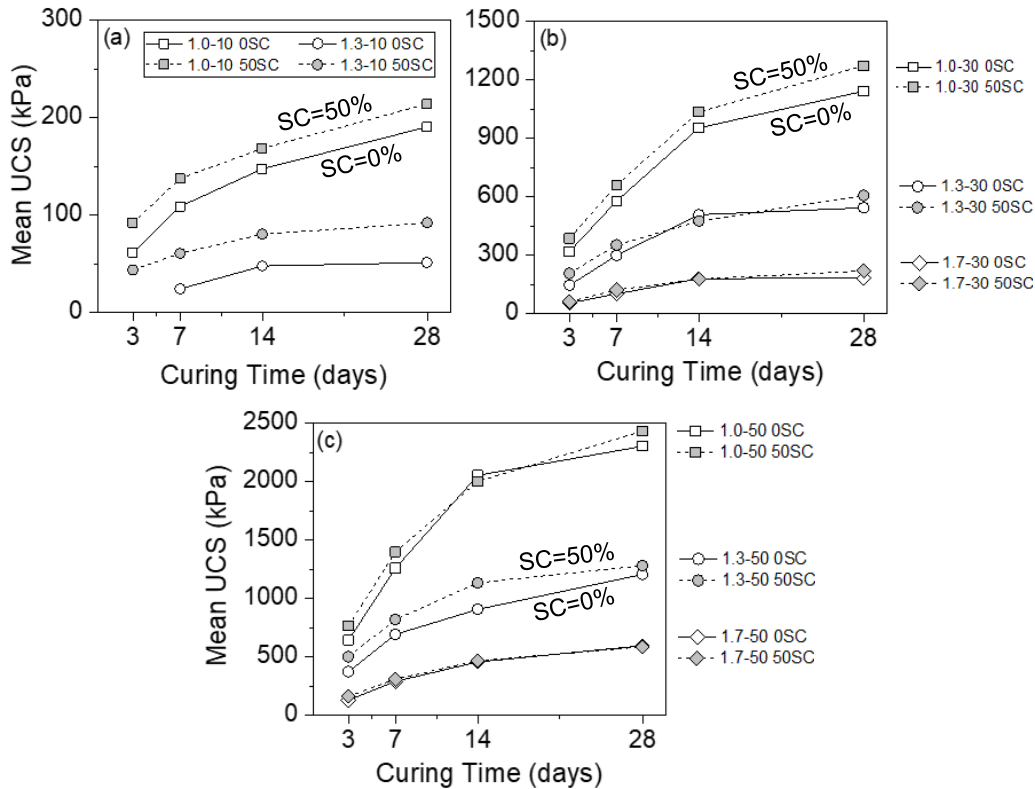 (a)
1.0-10 0SC
1.3-10 0SC
1.0-10 50SC
1.3-10 50SC
SC=50%
SC=0%
300
200
100
0
Mean UCS (kPa)
3
7
14
28
Curing Time (days)
(b)
SC=50%
SC=0%
1500
1200
900
600
300
0
3
7
14
28
Curing Time (days)
1.0-30 0SC
1.0-30 50SC
1.3-30 0SC
1.3-30 50SC
1.7-30 0SC
1.7-30 50SC
(c)
SC=50%
SC=0%
2500
2000
1500
1000
500
0
Mean UCS (kPa)
3
7
14
28
Curing Time (days)
1.0-50 0SC
1.0-50 50SC
1.3-50 0SC
1.3-50 50SC
1.7-50 0SC
1.7-50 50SC